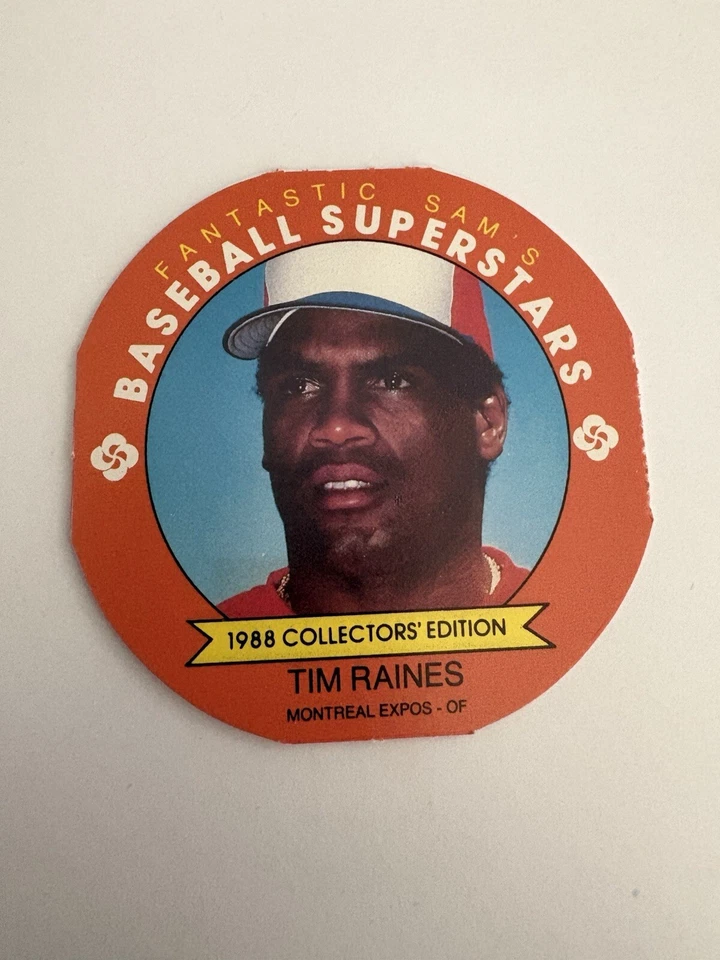 FANTASTIC SAM'S
BASEBALL SUPERSTARS
1988 COLLECTORS' EDITION
TIM RAINES
MONTREAL EXPOS - OF